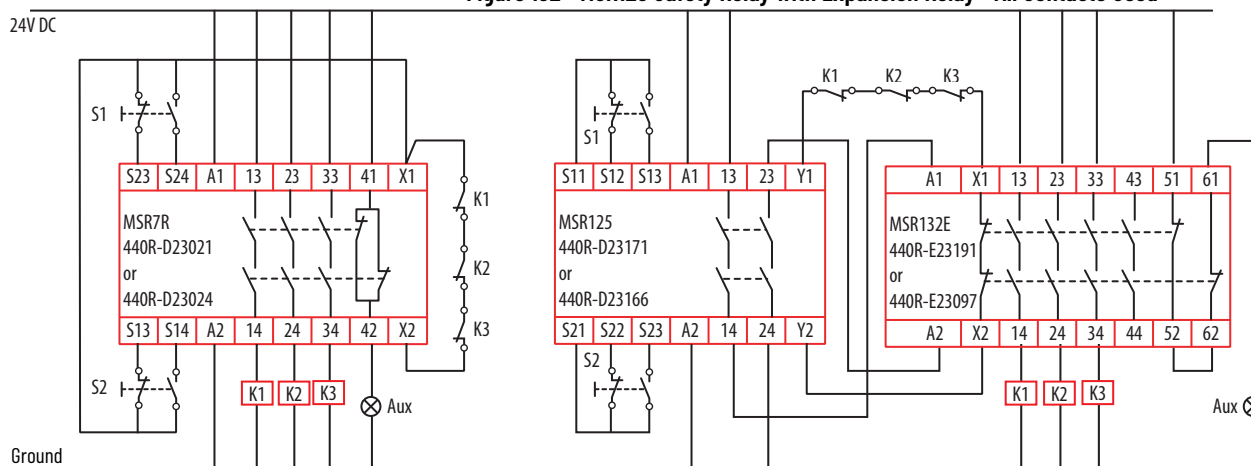 Safety Relay with Expansion Relay - All Contacts Used
24V DC
K1 K2 K3
S1
S1
S23 S24 A1 13 23 33 41 X1
S11 S12 S13 A1 13 23 Y1
A1 X1 13 23 33 43 51 61
MSR7R
440R-D23021
or
440R-D23024
K1
K2
K3
MSR125
440R-D23171
or
440R-D23166
MSR132E
440R-E23191
or
440R-E23097
S13 S14 A2 14 24 34 42 X2
S21 S22 S23 A2 14 24 Y2
A2 X2 14 24 34 44 52 62
S2
K1 K2 K3
Aux
S2
K1 K2 K3
Aux
Ground